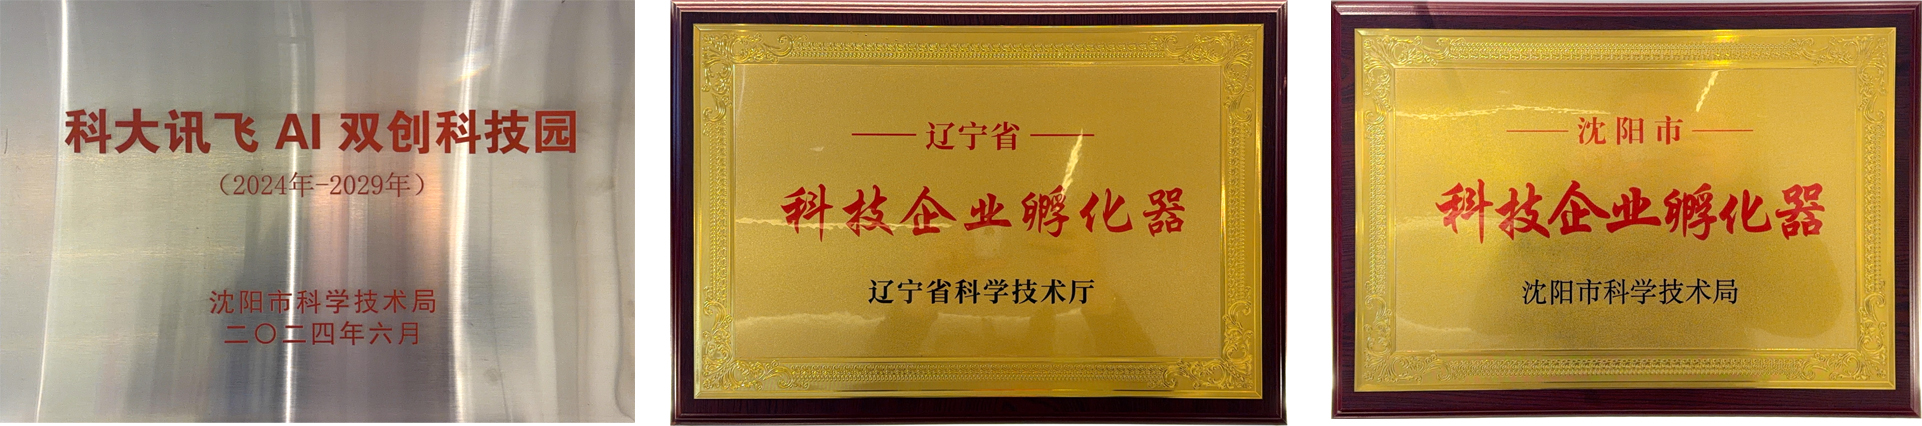 科大讯飞 AI 双创科技园
（2024年-2029年）
沈阳市科学技术局
二〇二四年六月
辽宁省
科技企业孵化器
辽宁省科学技术厅
沈阳市
科技企业孵化器
沈阳市科学技术局